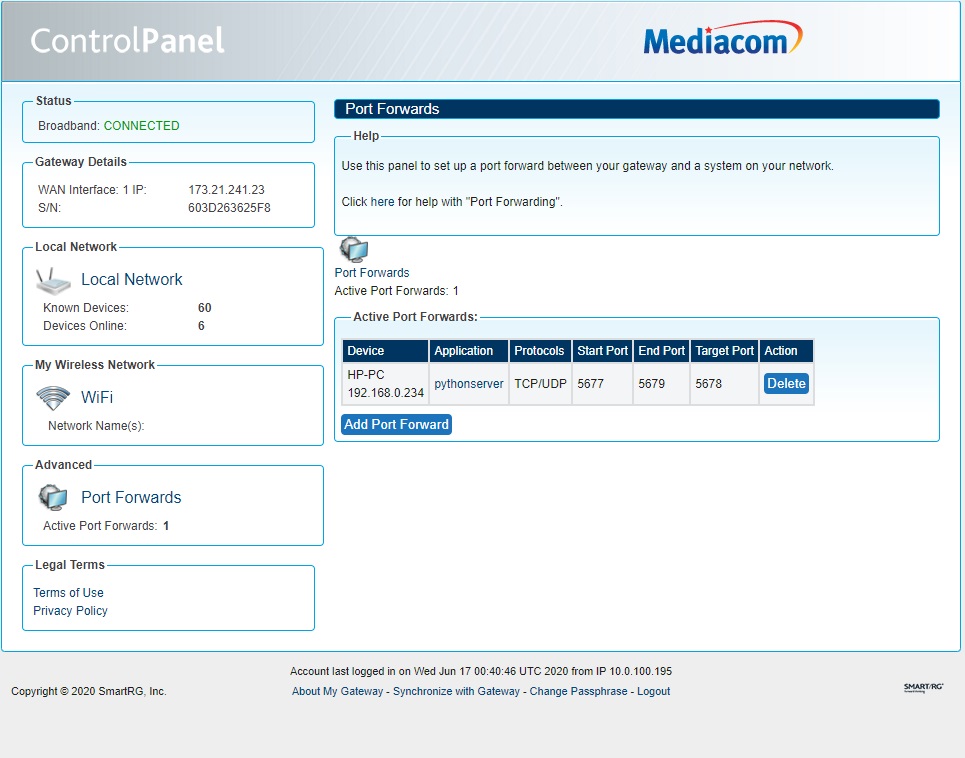 ControlPanel
Mediacom
Status
Broadband: CONNECTED
Gateway Details
WAN Interface: 1 IP: 173.21.241.23
S/N: 603D263625F8
Local Network
Local Network
Known Devices: 60
Devices Online: 6
My Wireless Network
WiFi
Network Name(s):
Advanced
Port Forwards
Active Port Forwards: 1
Legal Terms
Terms of Use
Privacy Policy
Port Forwards
Help
Use this panel to set up a port forward between your gateway and a system on your network.
Click here for help with "Port Forwarding".
Port Forwards
Active Port Forwards: 1
Active Port Forwards:
Device Application Protocols Start Port End Port Target Port Action
HP-PC
192.168.0.234 pythonserver TCP/UDP 5677 5679 5678 Delete
Add Port Forward
Account last logged in on Wed Jun 17 00:40:46 UTC 2020 from IP 10.0.100.195
Copyright © 2020 SmartRG, Inc.
About My Gateway - Synchronize with Gateway - Change Passphrase - Logout
SMART/RG